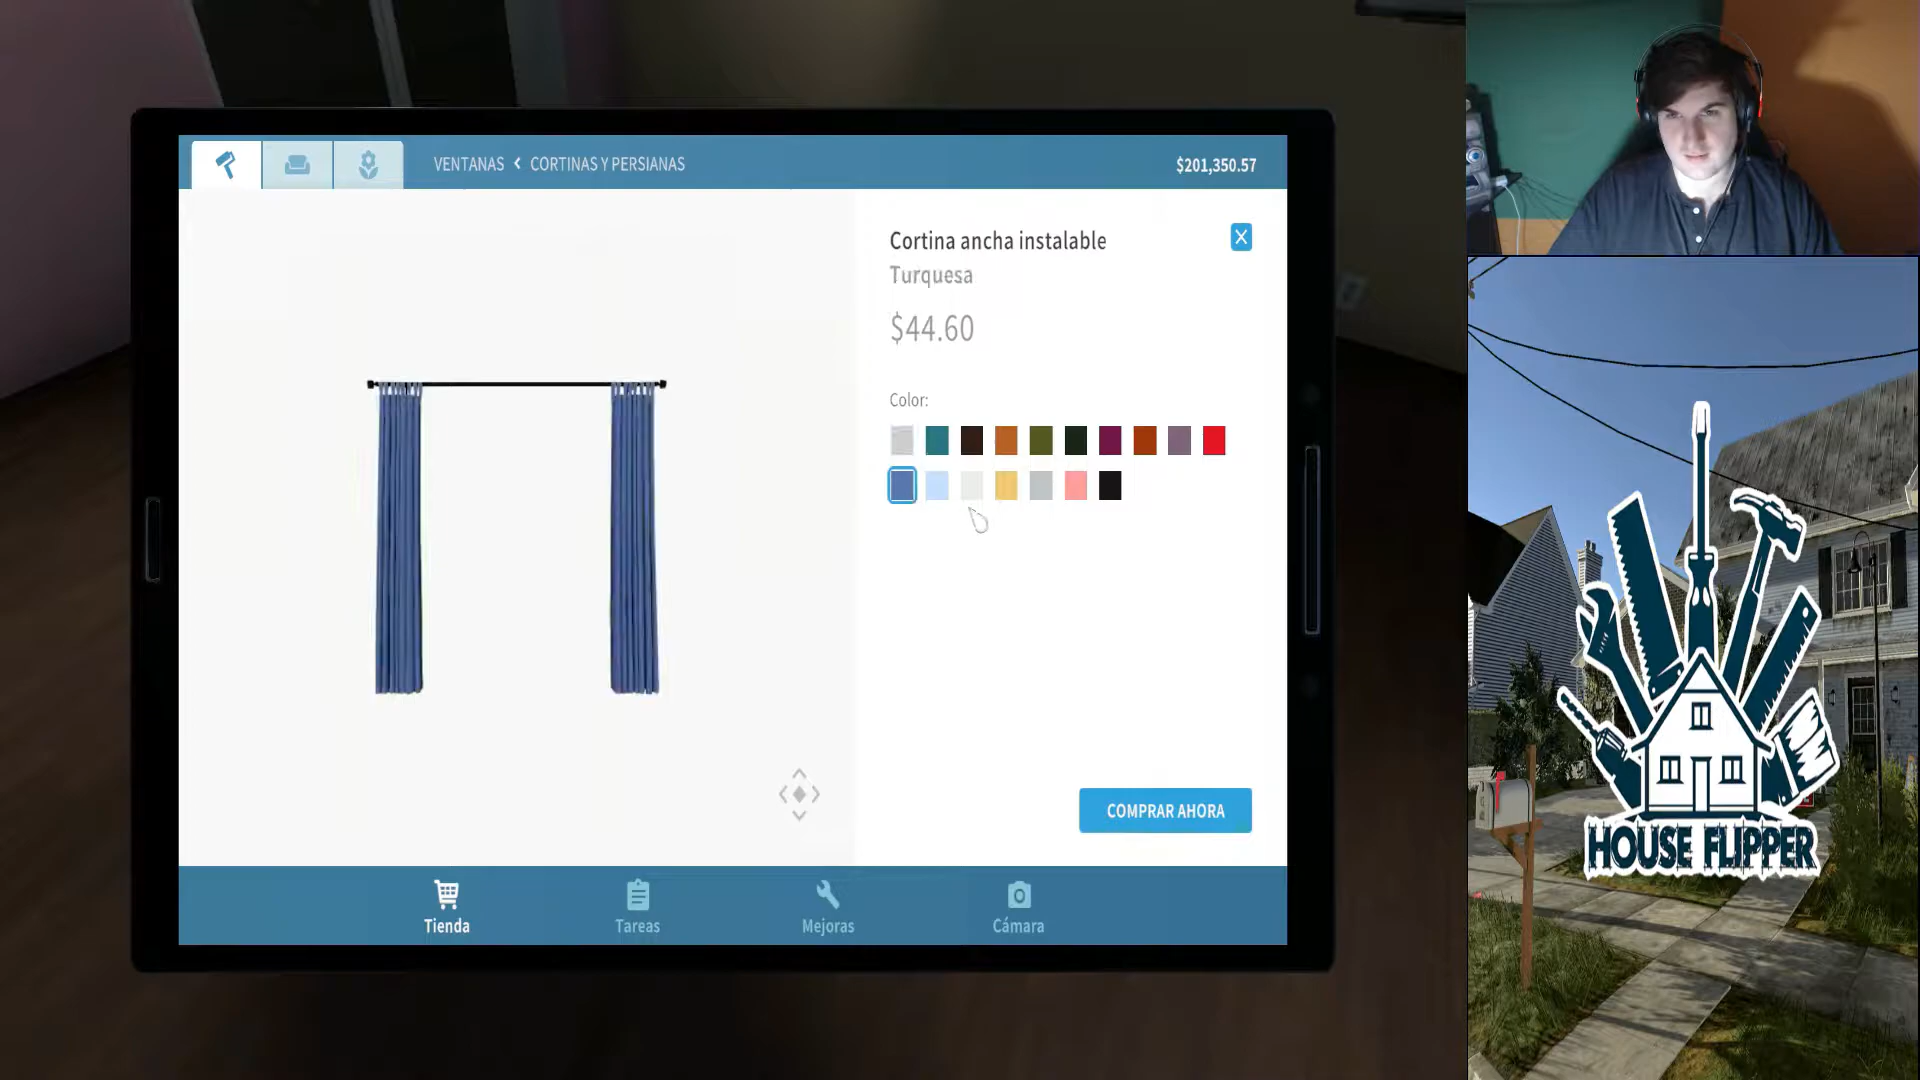 VENTANAS < CORTINAS Y PERSIANAS
$201,350.57
Cortina ancha instalable
X
Turquesa
$44.60
Color:
COMPRAR AHORA
Tienda
Tareas
Mejoras
Cámara
HOUSE FLIPPER